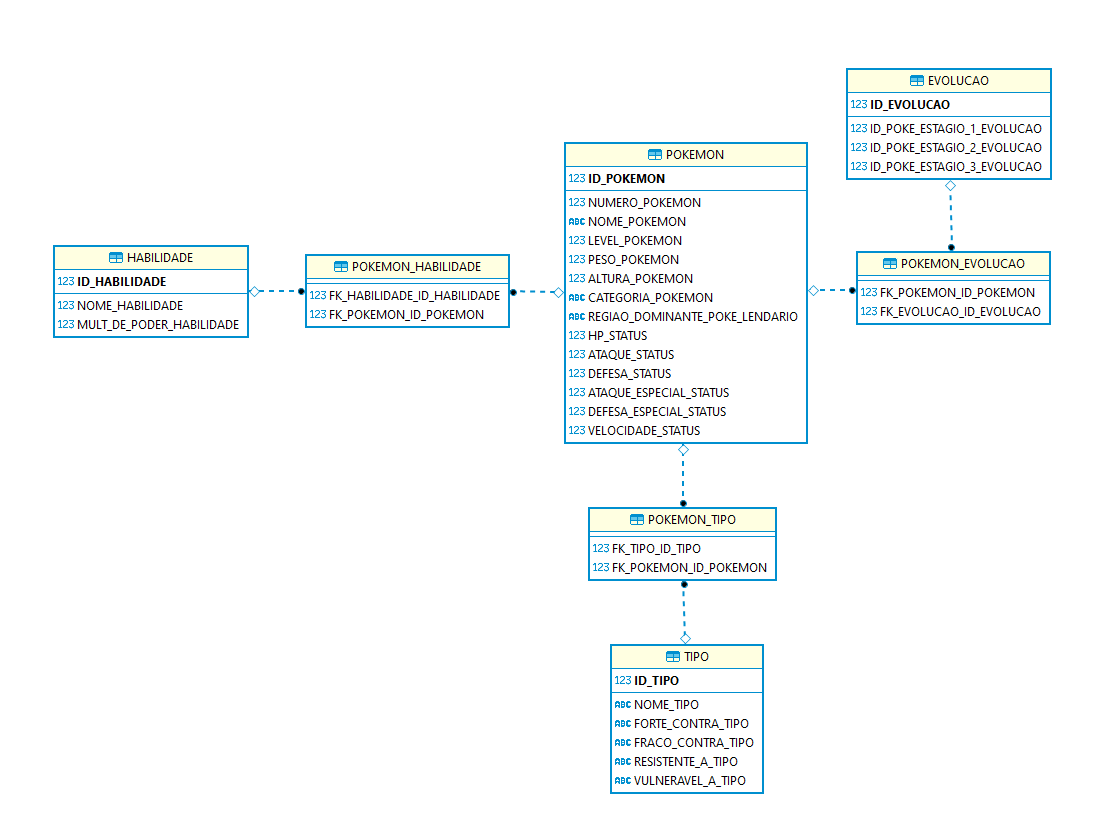 EVOLUCAO
123 ID_EVOLUCAO
123 ID_POKE_ESTAGIO_1_EVOLUCAO
123 ID_POKE_ESTAGIO_2_EVOLUCAO
123 ID_POKE_ESTAGIO_3_EVOLUCAO
POKEMON
123 ID_POKEMON
123 NUMERO_POKEMON
ABC NOME_POKEMON
123 LEVEL_POKEMON
123 PESO_POKEMON
123 ALTURA_POKEMON
ABC CATEGORIA_POKEMON
ABC REGIAO_DOMINANTE_POKE_LENDARIO
123 HP_STATUS
123 ATAQUE_STATUS
123 DEFESA_STATUS
123 ATAQUE_ESPECIAL_STATUS
123 DEFESA_ESPECIAL_STATUS
123 VELOCIDADE_STATUS
HABILIDADE
123 ID_HABILIDADE
123 NOME_HABILIDADE
123 MULT_DE_PODER_HABILIDADE
POKEMON_HABILIDADE
123 FK_HABILIDADE_ID_HABILIDADE
123 FK_POKEMON_ID_POKEMON
POKEMON_EVOLUCAO
123 FK_POKEMON_ID_POKEMON
123 FK_EVOLUCAO_ID_EVOLUCAO
POKEMON_TIPO
123 FK_TIPO_ID_TIPO
123 FK_POKEMON_ID_POKEMON
TIPO
123 ID_TIPO
ABC NOME_TIPO
ABC FORTE_CONTRA_TIPO
ABC FRACO_CONTRA_TIPO
ABC RESISTENTE_A_TIPO
ABC VULNERAVEL_A_TIPO